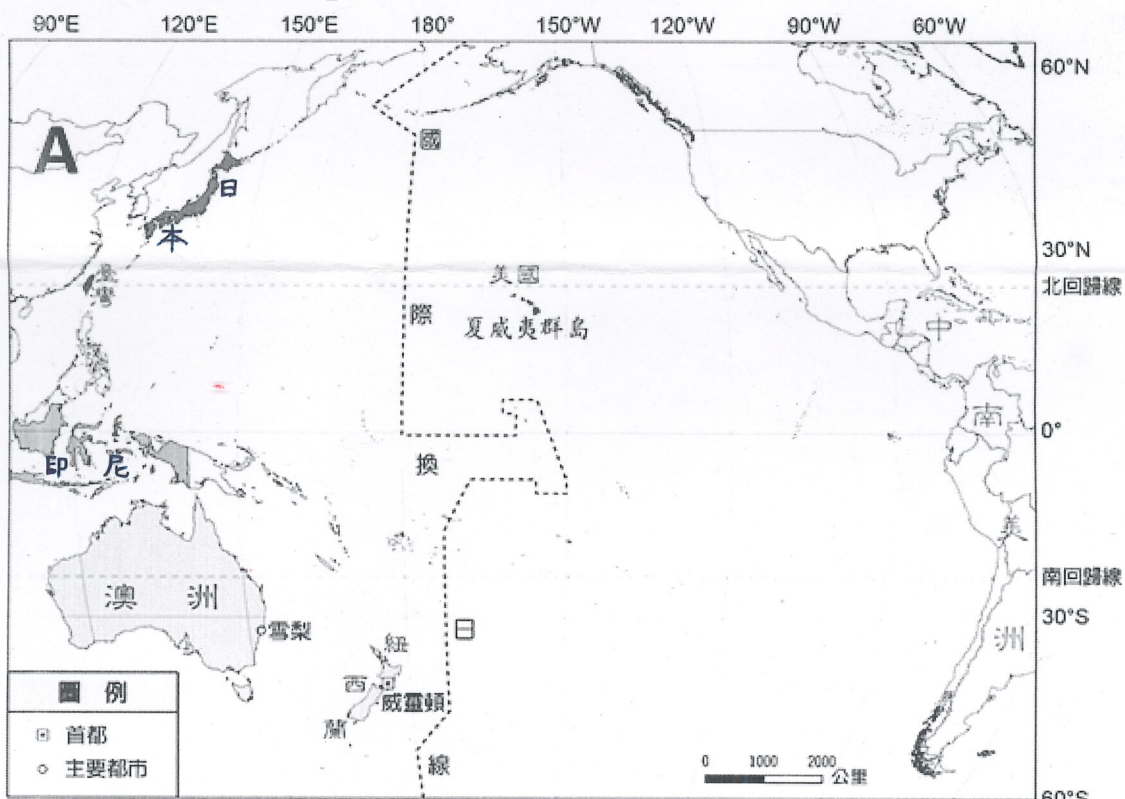 90°E 120°E 150°E 180° 150°W 120°W 90°W 60°W
60°N
A
國
日
本
30°N
臺灣
美國
北回歸線
際
夏威夷群島
中
南
0°
印尼
換
美
澳洲
南回歸線
30°S
雪梨
日
洲
紐
西
蘭
威靈頓
圖例
首都
主要都市
線
0 1000 2000 公里
60°S